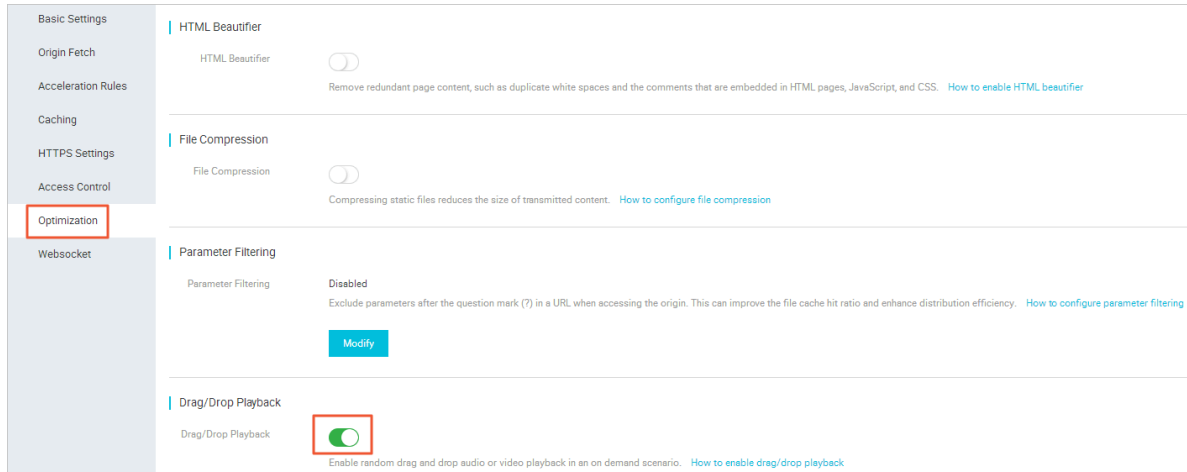 Basic Settings
Origin Fetch
Acceleration Rules
Caching
HTTPS Settings
Access Control
Optimization
Websocket
HTML Beautifier
HTML Beautifier
Remove redundant page content, such as duplicate white spaces and the comments that are embedded in HTML pages, JavaScript, and CSS. How to enable HTML beautifier
File Compression
File Compression
Compressing static files reduces the size of transmitted content. How to configure file compression
Parameter Filtering
Parameter Filtering Disabled
Exclude parameters after the question mark (?) in a URL when accessing the origin. This can improve the file cache hit ratio and enhance distribution efficiency. How to configure parameter filtering
Modify
Drag/Drop Playback
Drag/Drop Playback
Enable random drag and drop audio or video playback in an on demand scenario. How to enable drag/drop playback